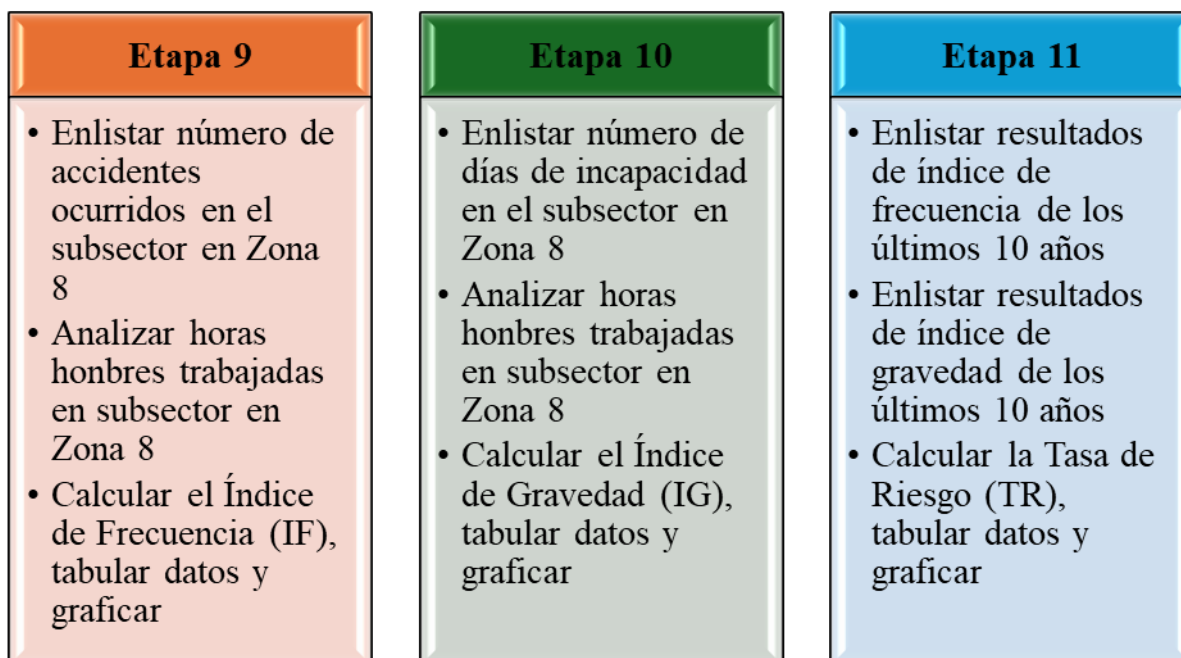 Etapa 9
• Enlistar número de
accidentes
ocurridos en el
subsector en Zona
8
• Analizar horas
honbres trabajadas
en subsector en
Zona 8
• Calcular el Índice
de Frecuencia (IF),
tabular datos y
graficar
Etapa 10
• Enlistar número de
días de incapacidad
en el subsector en
Zona 8
• Analizar horas
honbres trabajadas
en subsector en
Zona 8
• Calcular el Índice
de Gravedad (IG),
tabular datos y
graficar
Etapa 11
• Enlistar resultados
de índice de
frecuencia de los
últimos 10 años
• Enlistar resultados
de índice de
gravedad de los
últimos 10 años
• Calcular la Tasa de
Riesgo (TR),
tabular datos y
graficar